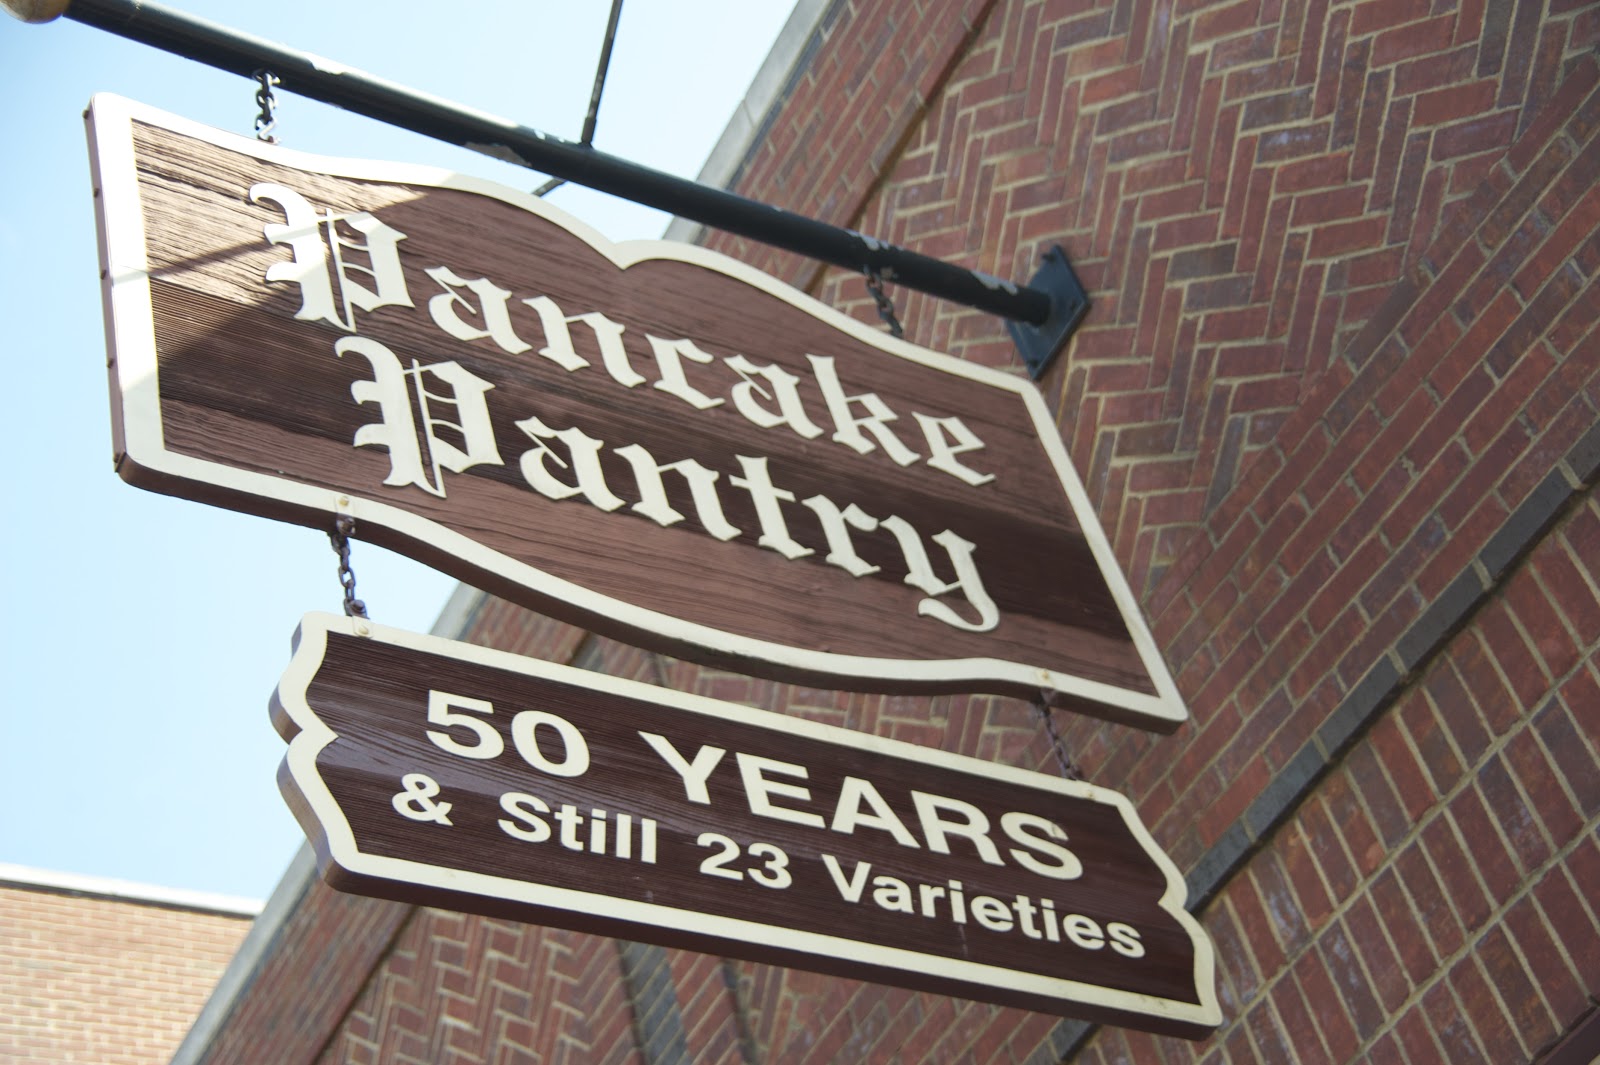 Pancake
Pantry
50 YEARS
& Still 23 Varieties